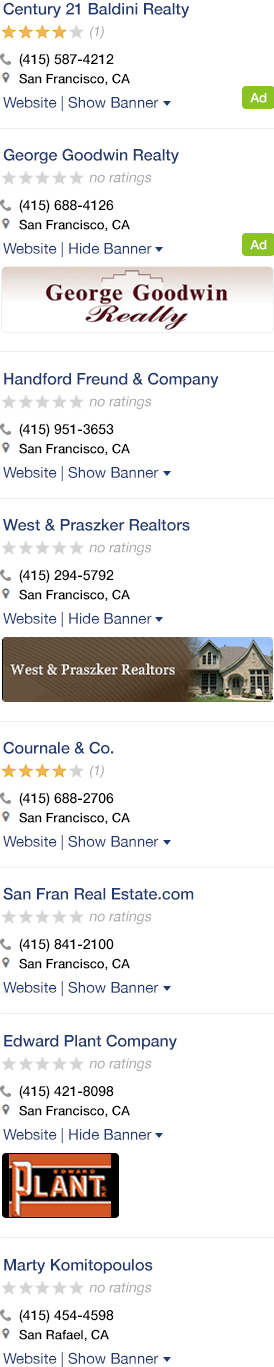 Century 21 Baldini Realty
(1)
(415) 587-4212
San Francisco, CA
Website | Show Banner
Ad
George Goodwin Realty
no ratings
(415) 688-4126
San Francisco, CA
Website | Hide Banner
Ad
George Goodwin
Realty
Handford Freund & Company
no ratings
(415) 951-3653
San Francisco, CA
Website | Show Banner
West & Praszker Realtors
no ratings
(415) 294-5792
San Francisco, CA
Website | Hide Banner
West & Praszker Realtors
Cournale & Co.
(1)
(415) 688-2706
San Francisco, CA
Website | Show Banner
San Fran Real Estate.com
no ratings
(415) 841-2100
San Francisco, CA
Website | Show Banner
Edward Plant Company
no ratings
(415) 421-8098
San Francisco, CA
Website | Hide Banner
EDWARD
PLANT
Marty Komitopoulos
no ratings
(415) 454-4598
San Rafael, CA
Website | Show Banner